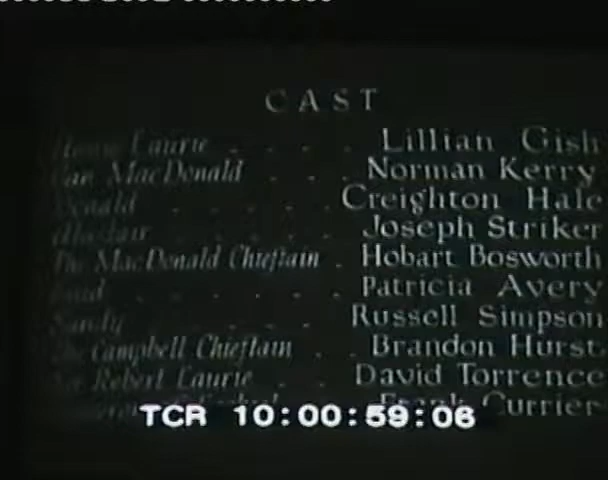 CAST
Laurie . . . . Lillian Gish
Ian MacDonald . . . . Norman Kerry
Donald . . . . . Creighton Hale
Alastair . . . . Joseph Striker
The MacDonald Chieftain . Hobart Bosworth
Enid . . . . . . Patricia Avery
Sandy . . . . . Russell Simpson
The Campbell Chieftain . . Brandon Hurst
Sir Robert Laurie . . David Torrence
Frank Currier
TCR 10:00:59:06